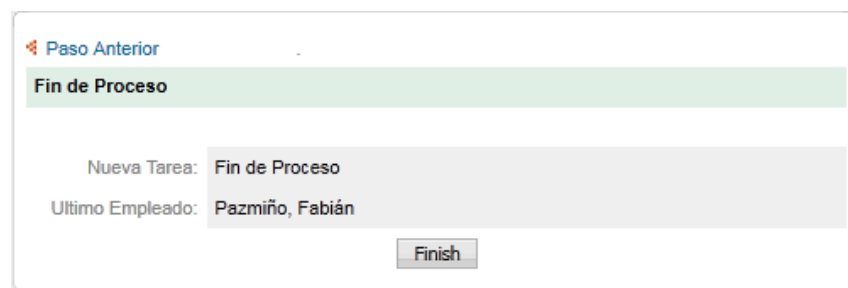 Paso Anterior
Fin de Proceso
Nueva Tarea: Fin de Proceso
Ultimo Empleado: Pazmiño, Fabián
Finish